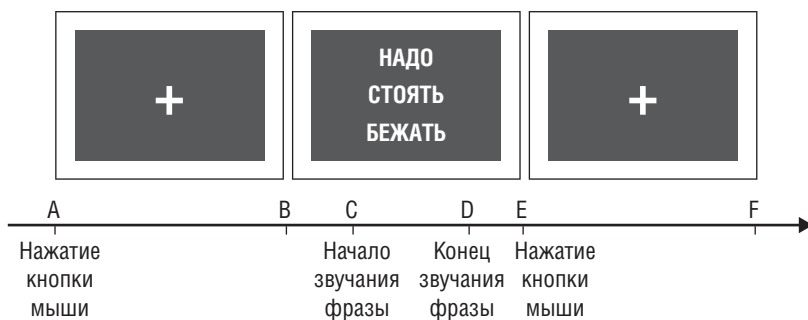 +
НАДО
СТОЯТЬ
БЕЖАТЬ
+
A B C D E F
Нажатие Начало Конец Нажатие
кнопки звучания звучания кнопки
мыши фразы фразы мыши